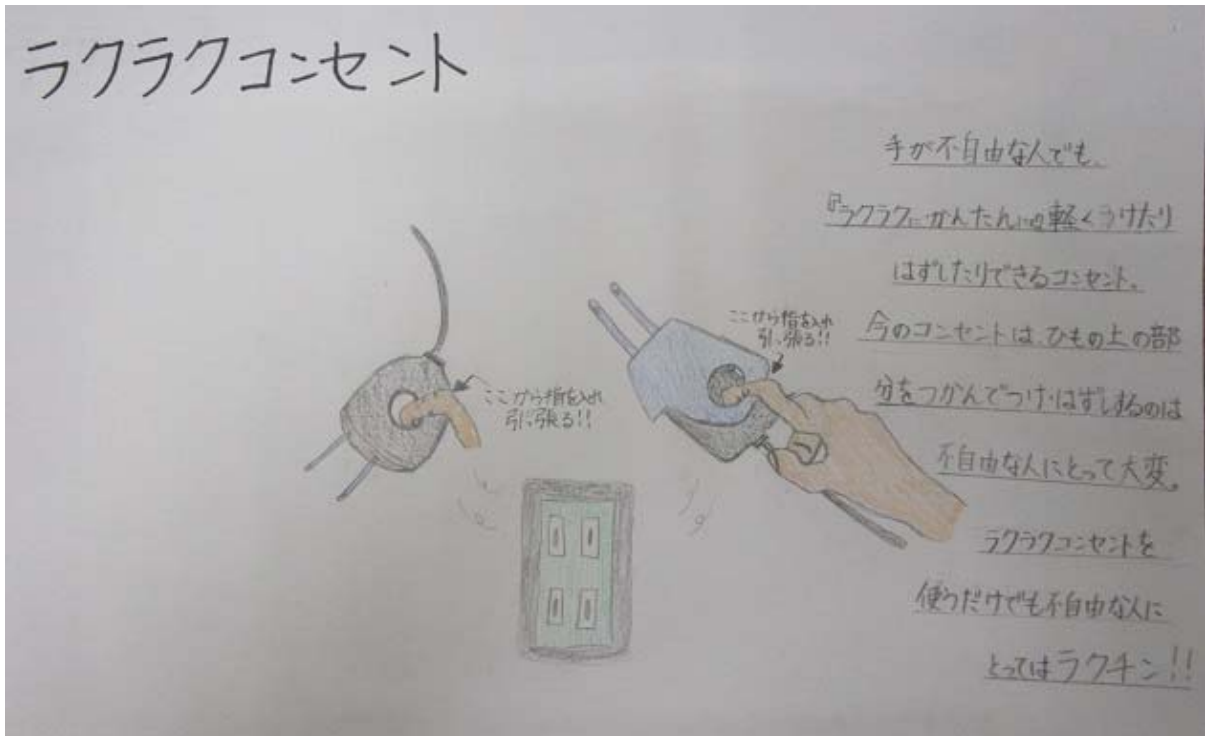 ラクラクコンセント
手が不自由な人でも、
『ラクラクにかんたんに』軽くつけたり
はずしたりできるコンセント。
今のコンセントは、ひもの上の部
分をつかんでつけ・はずしするのは
不自由な人にとって大変。
ラクラクコンセントを
使うだけでも不自由な人に
とってはラクチン!!
ここから指を入れ
引っ張る!!
ここから指を入れ
引っ張る!!